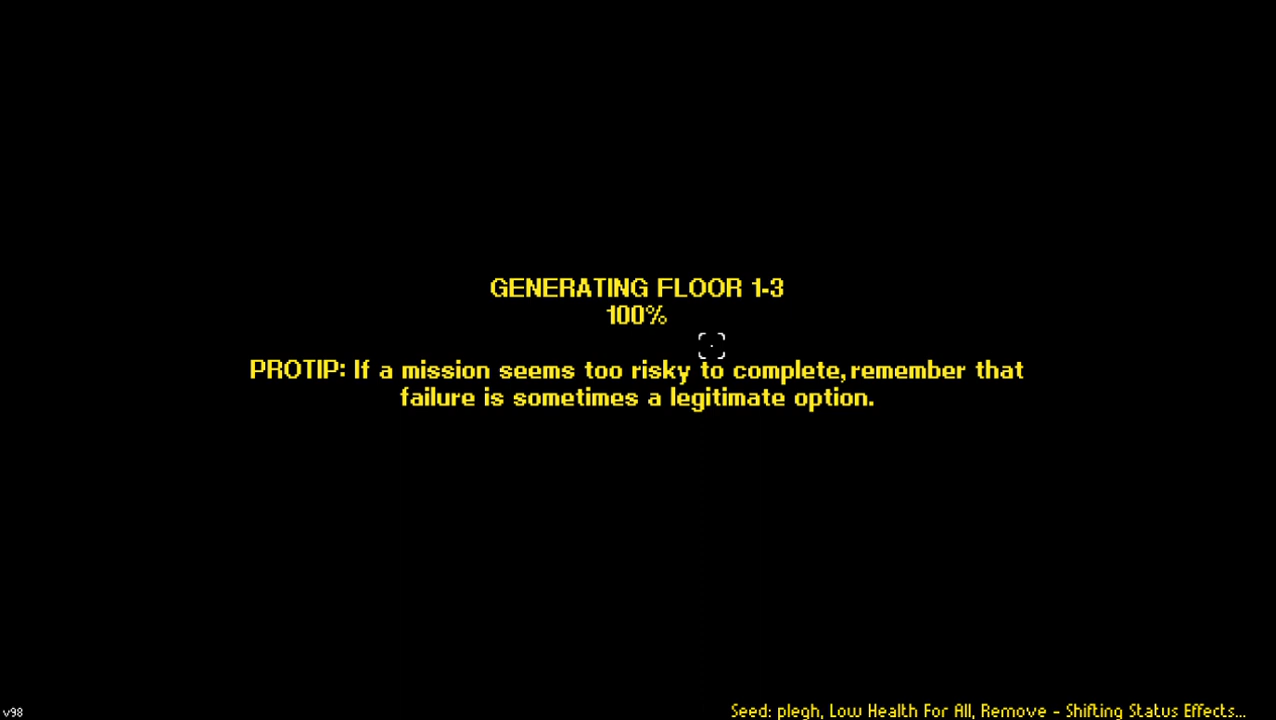 GENERATING FLOOR 1-3
100%
PROTIP: If a mission seems too risky to complete, remember that
failure is sometimes a legitimate option.
v98
Seed: plegh, Low Health For All, Remove - Shifting Status Effects...